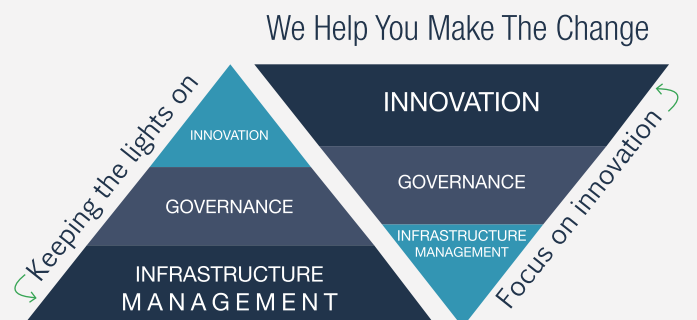 We Help You Make The Change
Keeping the lights on
INNOVATION
GOVERNANCE
INFRASTRUCTURE
MANAGEMENT
INNOVATION
GOVERNANCE
INFRASTRUCTURE
MANAGEMENT
Focus on innovation